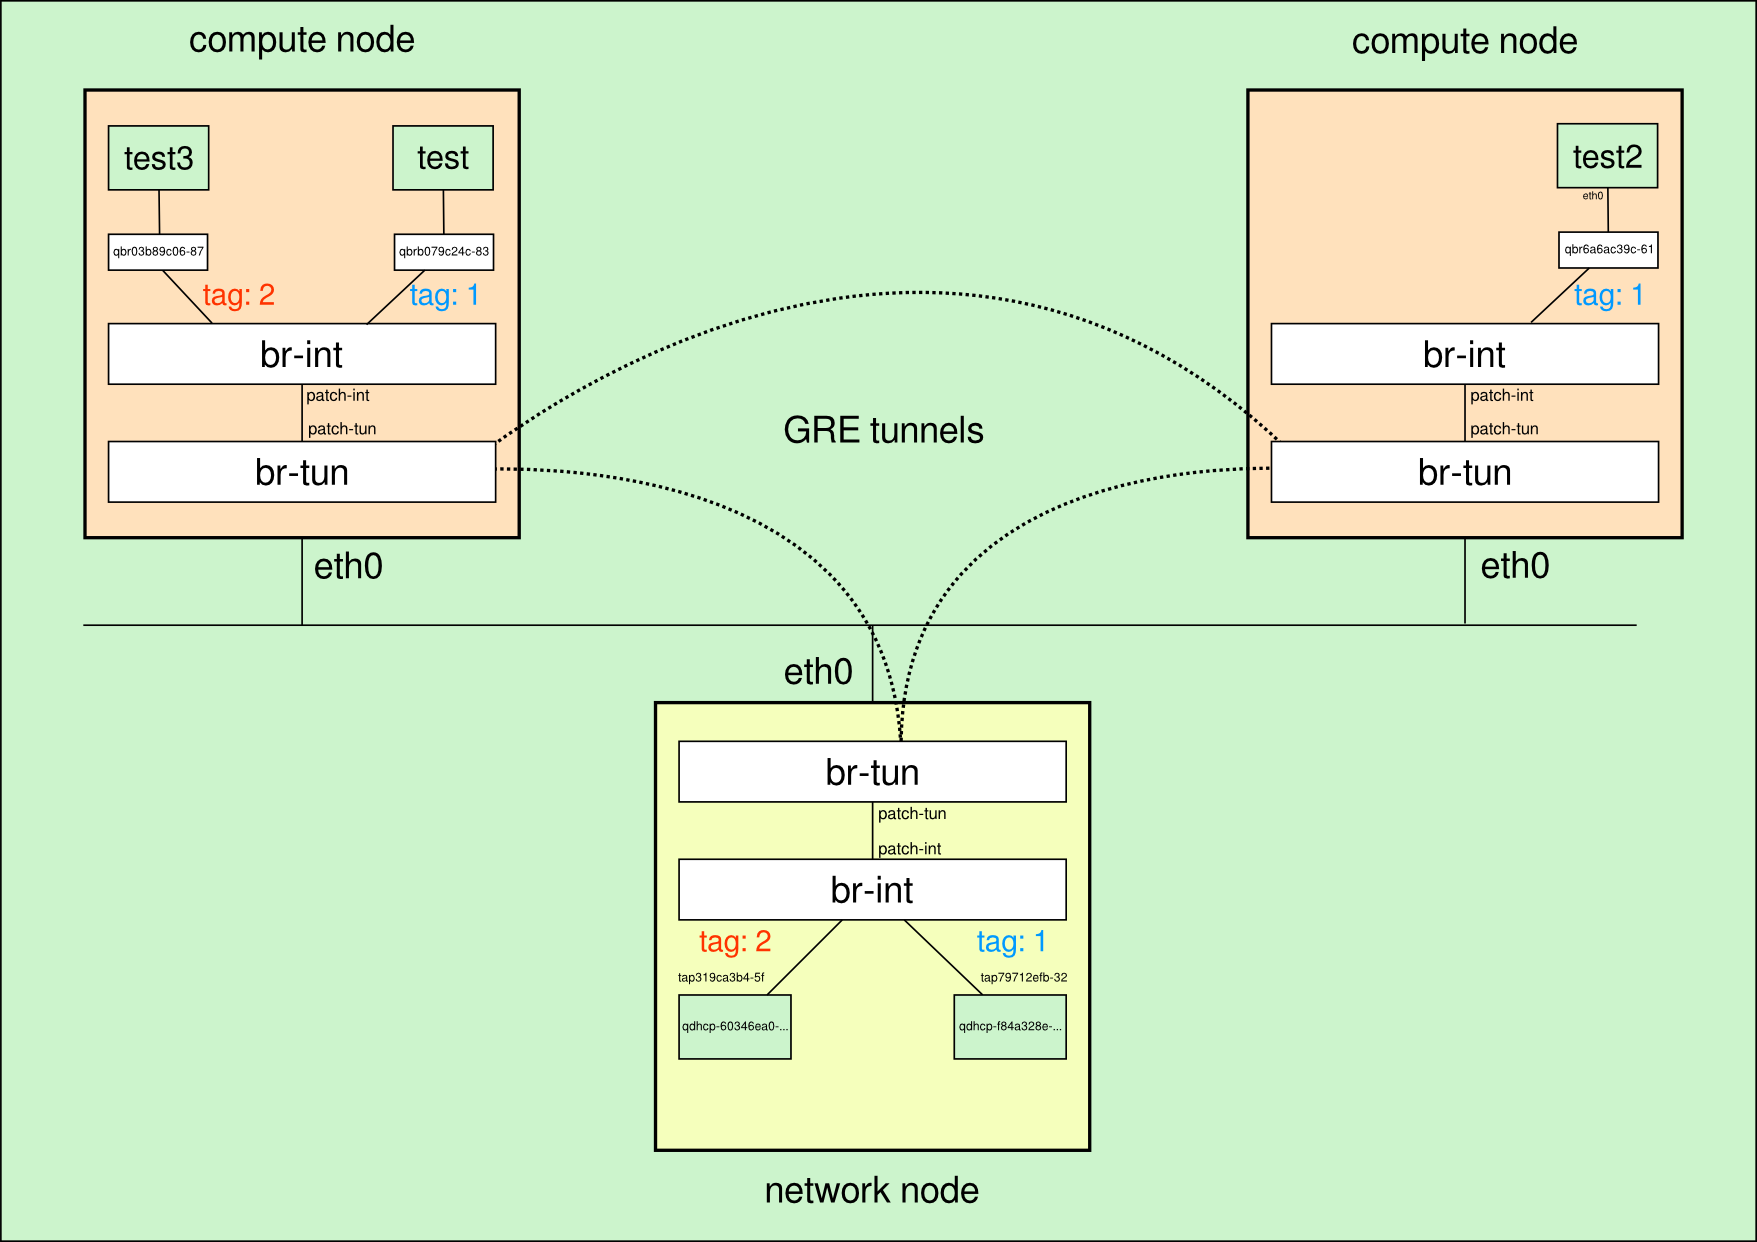 compute node
compute node
test3
test
test2
eth0
qbr03b89c06-87
qbrb079c24c-83
qbr6a6ac39c-61
tag: 2
tag: 1
tag: 1
br-int
br-int
patch-int
patch-int
GRE tunnels
patch-tun
patch-tun
br-tun
br-tun
eth0
eth0
eth0
br-tun
patch-tun
patch-int
br-int
tag: 2
tag: 1
tap319ca3b4-5f
tap79712efb-32
qdhcp-60346ea0-...
qdhcp-f84a328e-...
network node